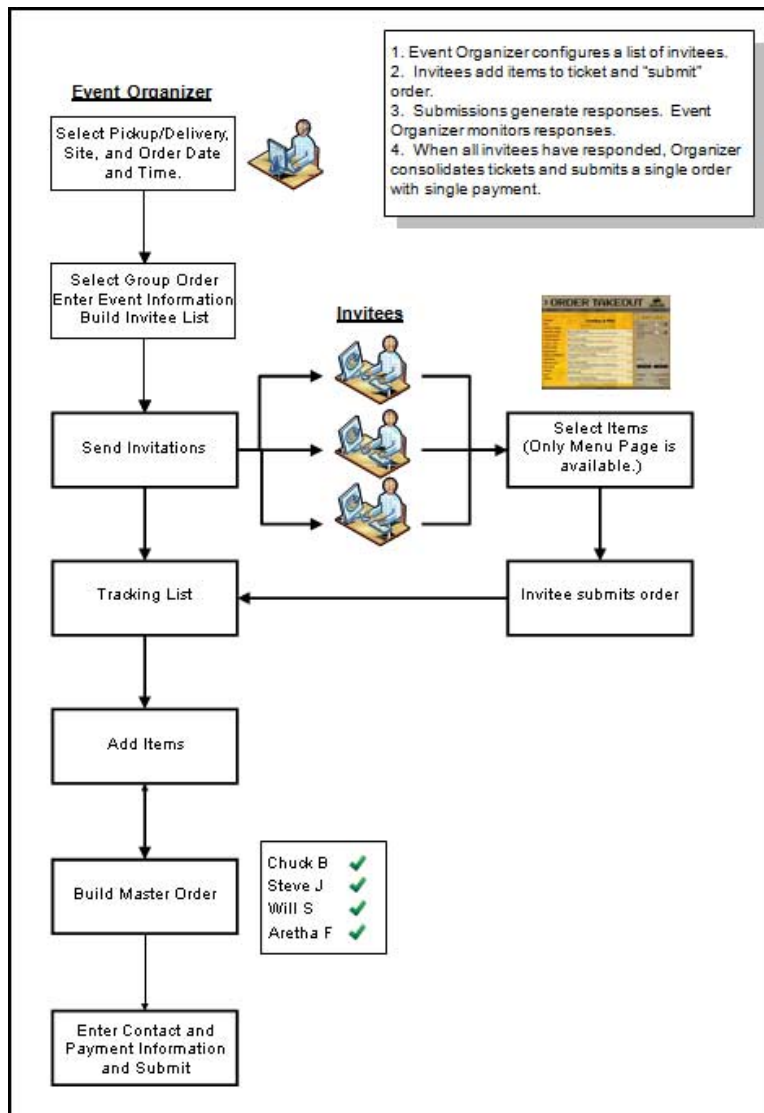 1. Event Organizer configures a list of invitees.
2.  Invitees add items to ticket and “submit”
order.
3.  Submissions generate responses.  Event
Organizer monitors responses.
4.  When all invitees have responded, Organizer
consolidates tickets and submits a single order
with single payment.
Event Organizer
Select Pickup/Delivery,
Site, and Order Date
and Time.
Select Group Order
Enter Event Information
Build Invitee List
Invitees
ORDER TAKEOUT
Send Invitations
Select Items
(Only Menu Page is
available.)
Tracking List
Invitee submits order
Add Items
Build Master Order
Chuck B
Steve J
Will S
Aretha F
Enter Contact and
Payment Information
and Submit